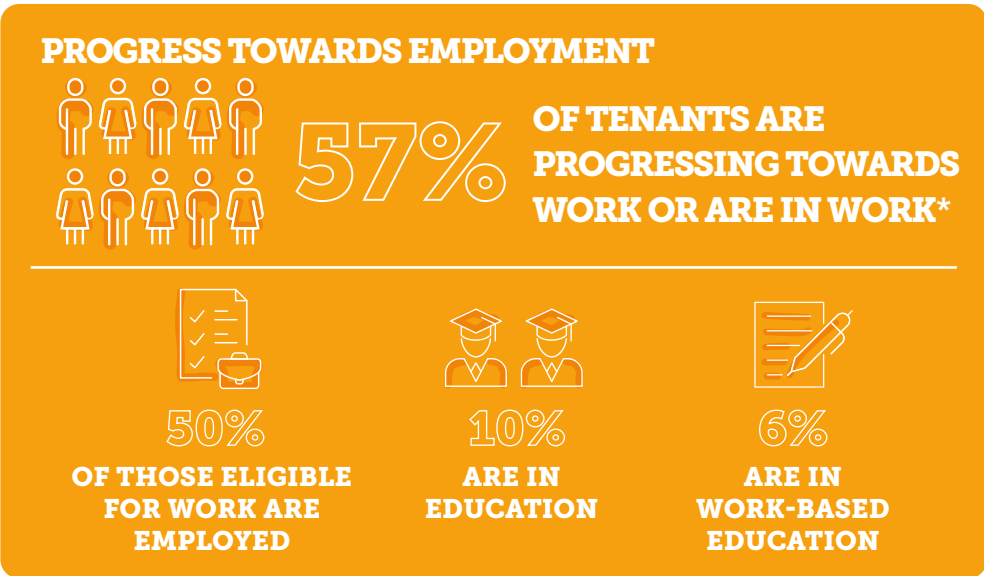 PROGRESS TOWARDS EMPLOYMENT
57%
OF TENANTS ARE
PROGRESSING TOWARDS
WORK OR ARE IN WORK*
50%
OF THOSE ELIGIBLE
FOR WORK ARE
EMPLOYED
10%
ARE IN
EDUCATION
6%
ARE IN
WORK-BASED
EDUCATION